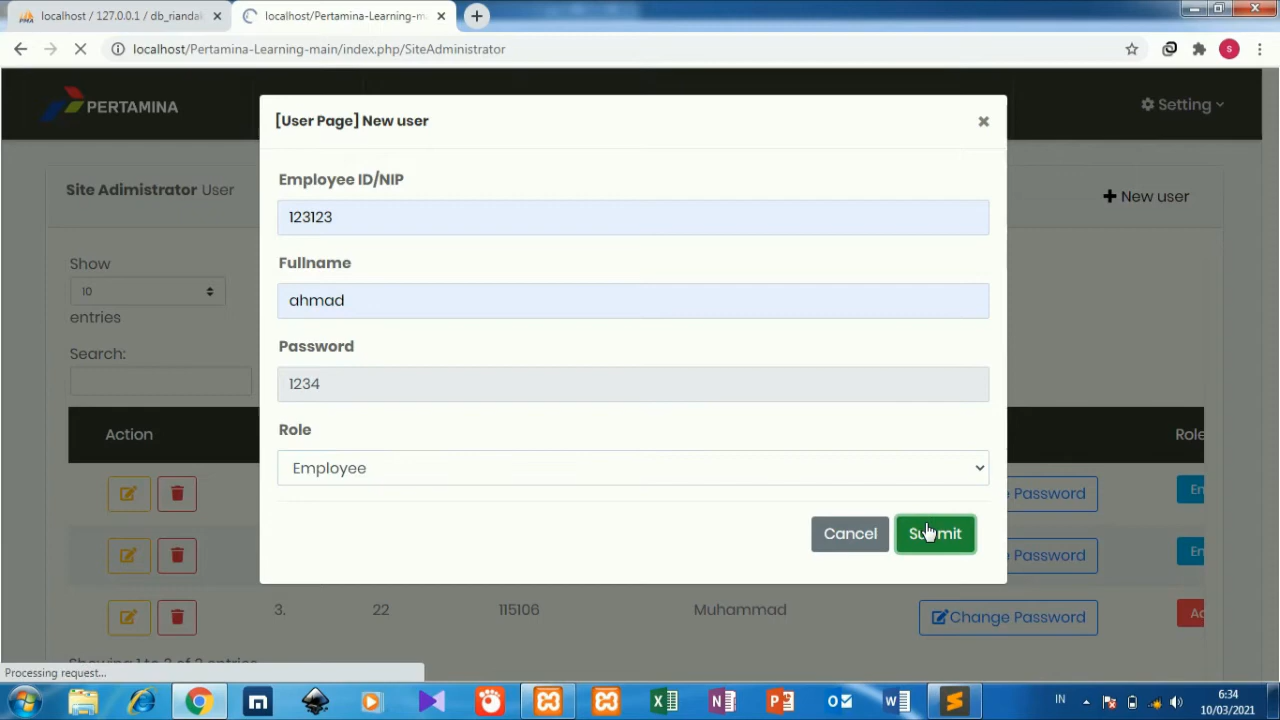 localhost / 127.0.0.1 / db_rianda
localhost/Pertamina-Learning-m
localhost/Pertamina-Learning-main/index.php/SiteAdministrator
S
PERTAMINA
Setting
[User Page] New user
×
Site Adimistrator User
New user
Employee ID/NIP
123123
Show
10
entries
Fullname
ahmad
Search:
Password
1234
Role
Employee
Action
Role
Password
En
Cancel
Submit
Password
En
3. 22 115106 Muhammad Change Password
Processing request...
IN
6:34
10/03/2021